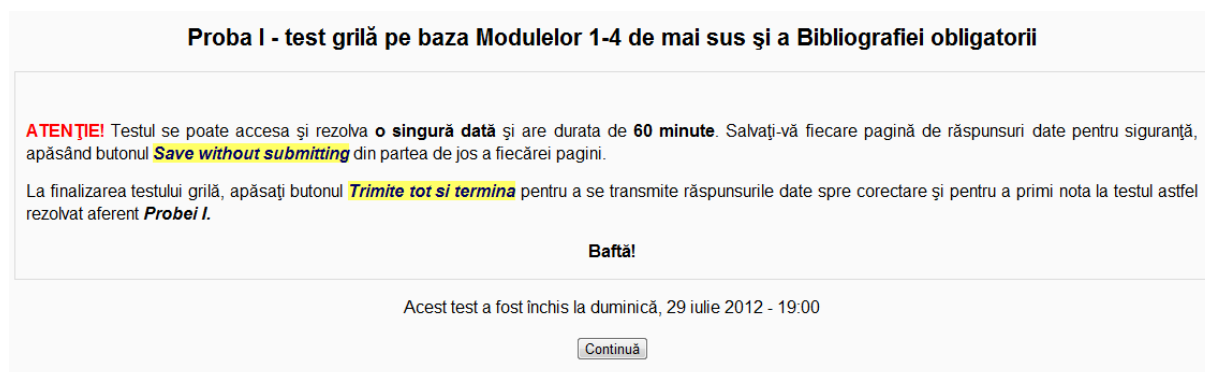 Proba I - test grilă pe baza Modulelor 1-4 de mai sus şi a Bibliografiei obligatorii
ATENŢIE! Testul se poate accesa şi rezolva o singură dată şi are durata de 60 minute. Salvaţi-vă fiecare pagină de răspunsuri date pentru siguranţă,
apăsând butonul Save without submitting din partea de jos a fiecărei pagini.
La finalizarea testului grilă, apăsaţi butonul Trimite tot si termina pentru a se transmite răspunsurile date spre corectare şi pentru a primi nota la testul astfel
rezolvat aferent Probei I.
Baftă!
Acest test a fost închis la duminică, 29 iulie 2012 - 19:00
Continuă